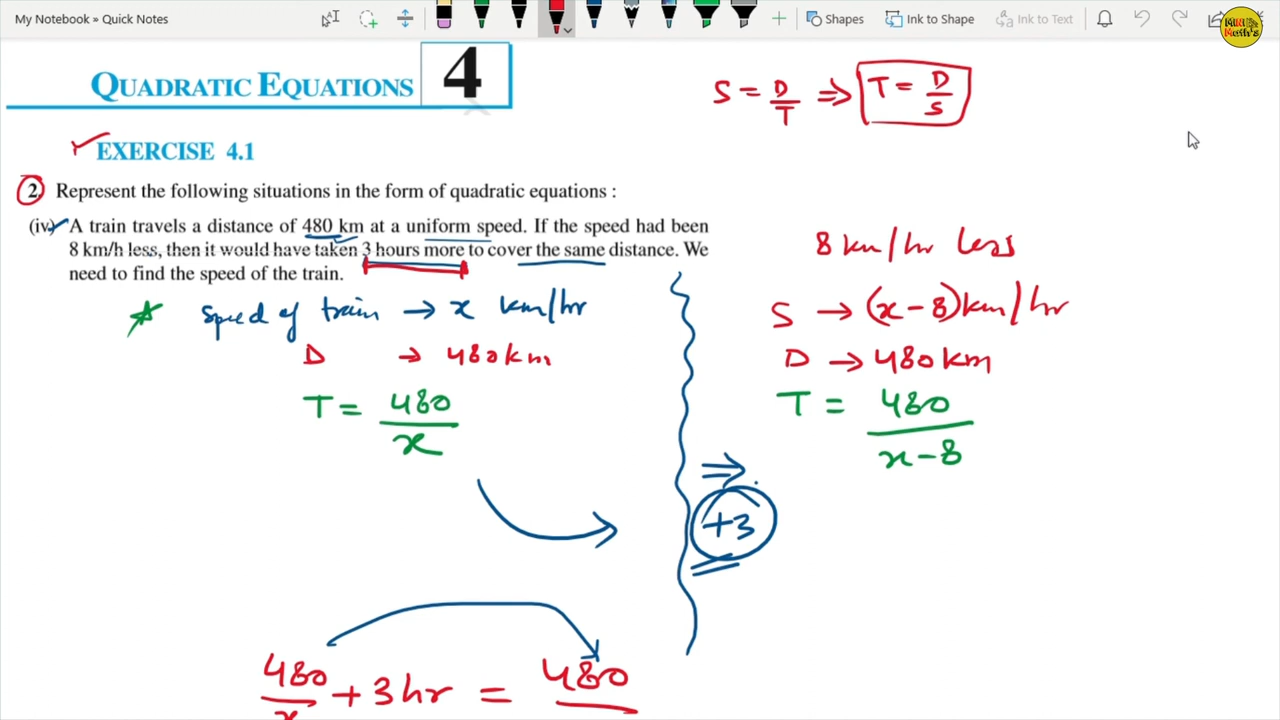 My Notebook » Quick Notes
Shapes
Ink to Shape
Ink to Text
MiKi Math's
QUADRATIC EQUATIONS 4
S = D/T ⇒ T = D/S
EXERCISE 4.1
2. Represent the following situations in the form of quadratic equations :
(iv) A train travels a distance of 480 km at a uniform speed. If the speed had been
8 km/h less, then it would have taken 3 hours more to cover the same distance. We
need to find the speed of the train.
Speed of train → x km/hr
D → 480 km
T = 480/x
8 km/hr less
S → (x-8) km/hr
D → 480 km
T = 480/x-8
⇒
+3
480/x + 3 hr = 480